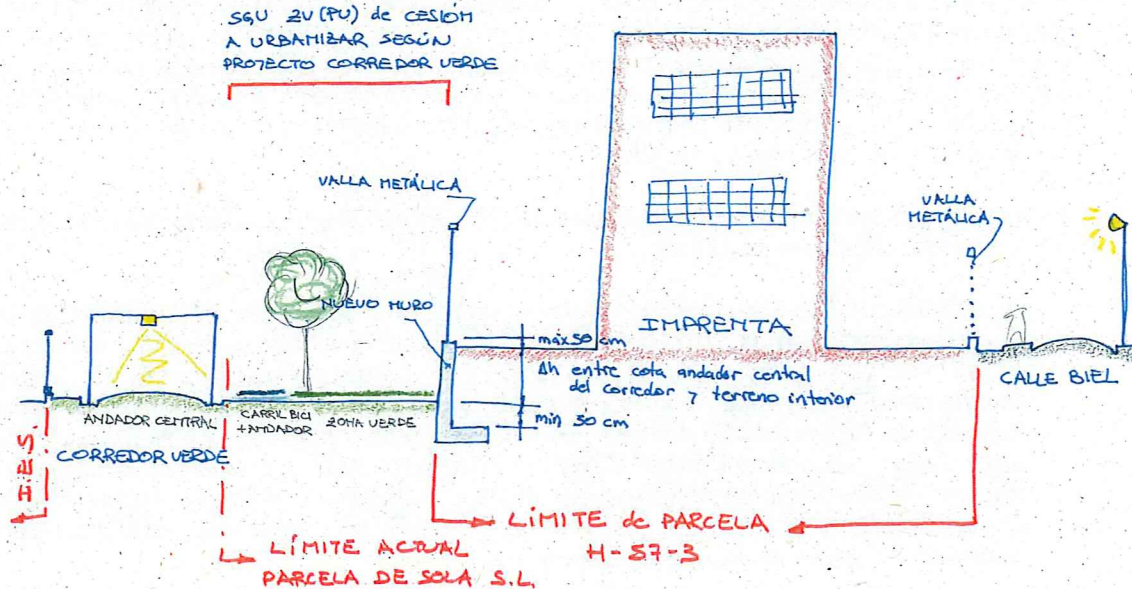 SGU ZV(PU) de CESIÓN
A URBANIZAR SEGÚN
PROYECTO CORREDOR VERDE
VALLA METÁLICA
VALLA
METÁLICA
NUEVO MURO
IMPRENTA
máx 50 cm
Δh entre cota andador central
del corredor y terreno interior
mín 50 cm
CALLE BIEL
ANDADOR CENTRAL
CARRIL BICI
+ANDADOR
ZONA VERDE
CORREDOR VERDE
I.E.S.
LÍMITE de PARCELA
H-57-3
LÍMITE ACTUAL
PARCELA DE SOLA S.L.